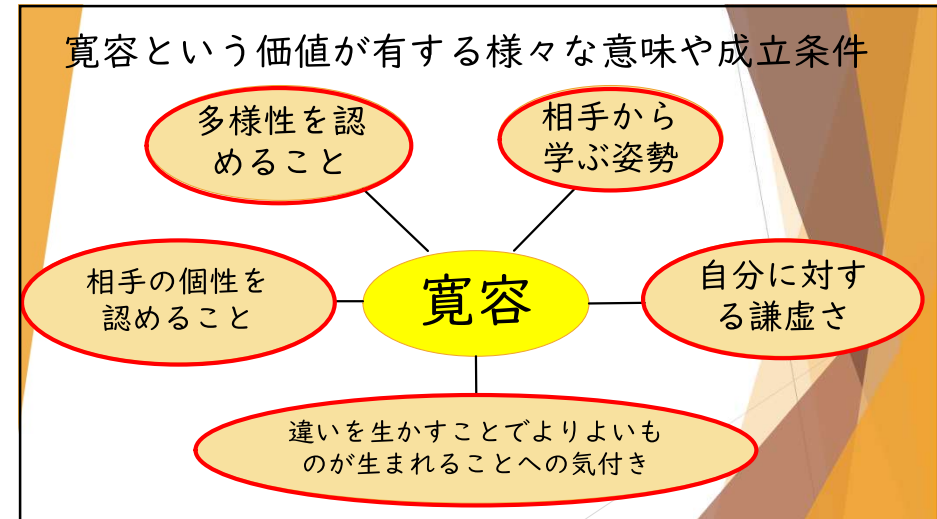 寛容という価値が有する様々な意味や成立条件
多様性を認
めること
相手から
学ぶ姿勢
相手の個性を
認めること
寛容
自分に対す
る謙虚さ
違いを生かすことでよりよいも
のが生まれることへの気付き